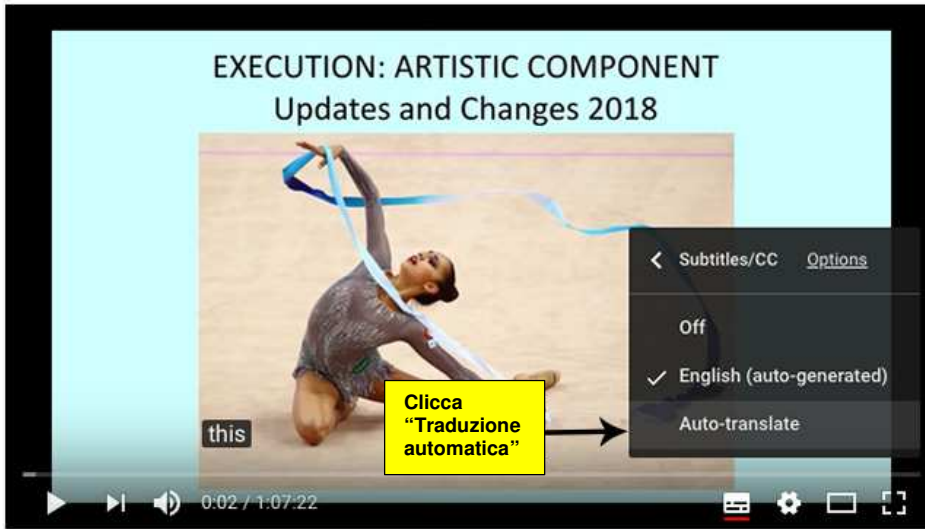 EXECUTION: ARTISTIC COMPONENT
Updates and Changes 2018
Subtitles/CC Options
Off
English (auto-generated)
Auto-translate
Clicca
“Traduzione
automatica”
this
0:02 / 1:07:22